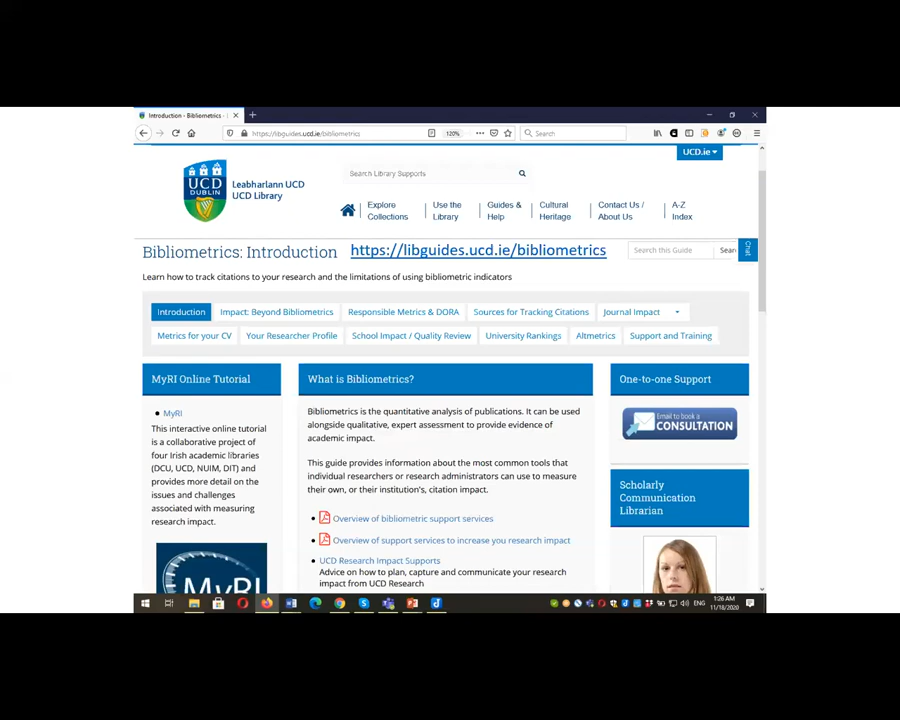 Introduction - Bibliometrics -
https://libguides.ucd.ie/bibliometrics
120%
Search
UCD.ie
UCD
DUBLIN
Leabharlann UCD
UCD Library
Search Library Supports
Explore Collections
Use the Library
Guides & Help
Cultural Heritage
Contact Us / About Us
A-Z Index
Bibliometrics: Introduction
https://libguides.ucd.ie/bibliometrics
Search this Guide
Sear
Chat
Learn how to track citations to your research and the limitations of using bibliometric indicators
Introduction
Impact: Beyond Bibliometrics
Responsible Metrics & DORA
Sources for Tracking Citations
Journal Impact
Metrics for your CV
Your Researcher Profile
School Impact / Quality Review
University Rankings
Altmetrics
Support and Training
MyRI Online Tutorial
MyRI
This interactive online tutorial
is a collaborative project of
four Irish academic libraries
(DCU, UCD, NUIM, DIT) and
provides more detail on the
issues and challenges
associated with measuring
research impact.
MyRI
What is Bibliometrics?
Bibliometrics is the quantitative analysis of publications. It can be used
alongside qualitative, expert assessment to provide evidence of
academic impact.
This guide provides information about the most common tools that
individual researchers or research administrators can use to measure
their own, or their institution's, citation impact.
Overview of bibliometric support services
Overview of support services to increase you research impact
UCD Research Impact Supports
Advice on how to plan, capture and communicate your research
impact from UCD Research
One-to-one Support
Email to book a
CONSULTATION
Scholarly
Communication
Librarian
ENG
1:26 AM
11/18/2020